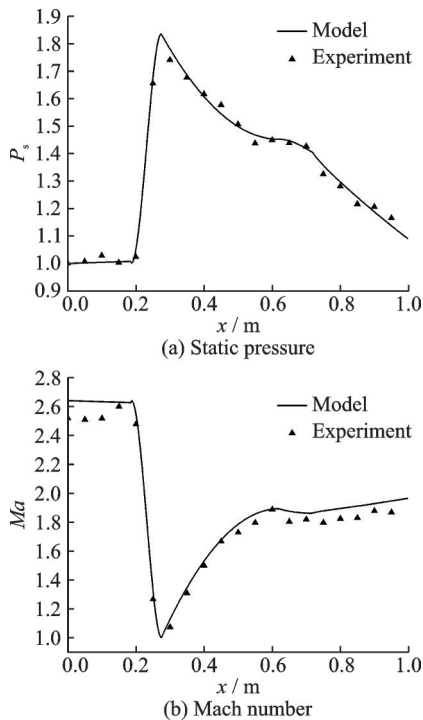 1.9
1.8
1.7
1.6
1.5
1.4
1.3
1.2
1.1
1.0
0.9
Ps
Model
Experiment
0.0 0.2 0.4 0.6 0.8 1.0
x / m
(a) Static pressure
2.8
2.6
2.4
2.2
2.0
1.8
1.6
1.4
1.2
1.0
Ma
Model
Experiment
0.0 0.2 0.4 0.6 0.8 1.0
x / m
(b) Mach number